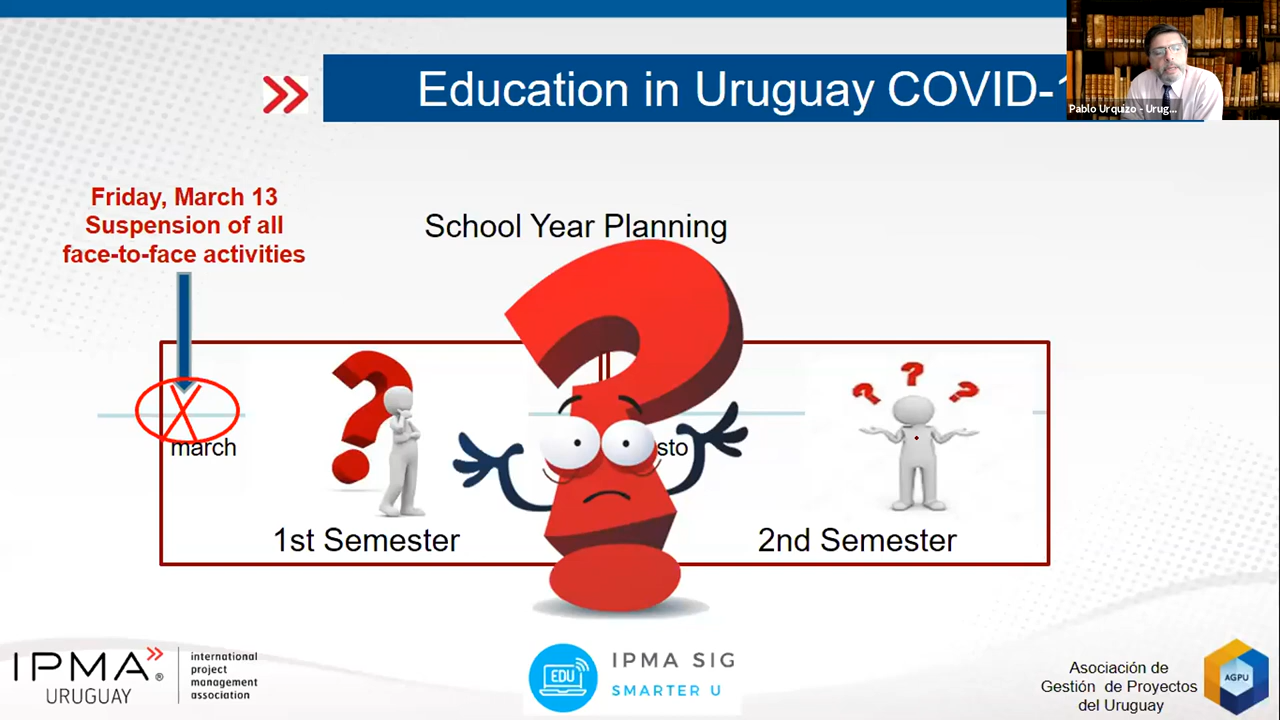 Education in Uruguay COVID-1
Pablo Urquizo - Urug...
Friday, March 13
Suspension of all
face-to-face activities
School Year Planning
X
march
sto
1st Semester
2nd Semester
IPMA®
URUGUAY
international
project
management
association
EDU
IPMA SIG
SMARTER U
Asociación de
Gestión de Proyectos
del Uruguay
AGPU